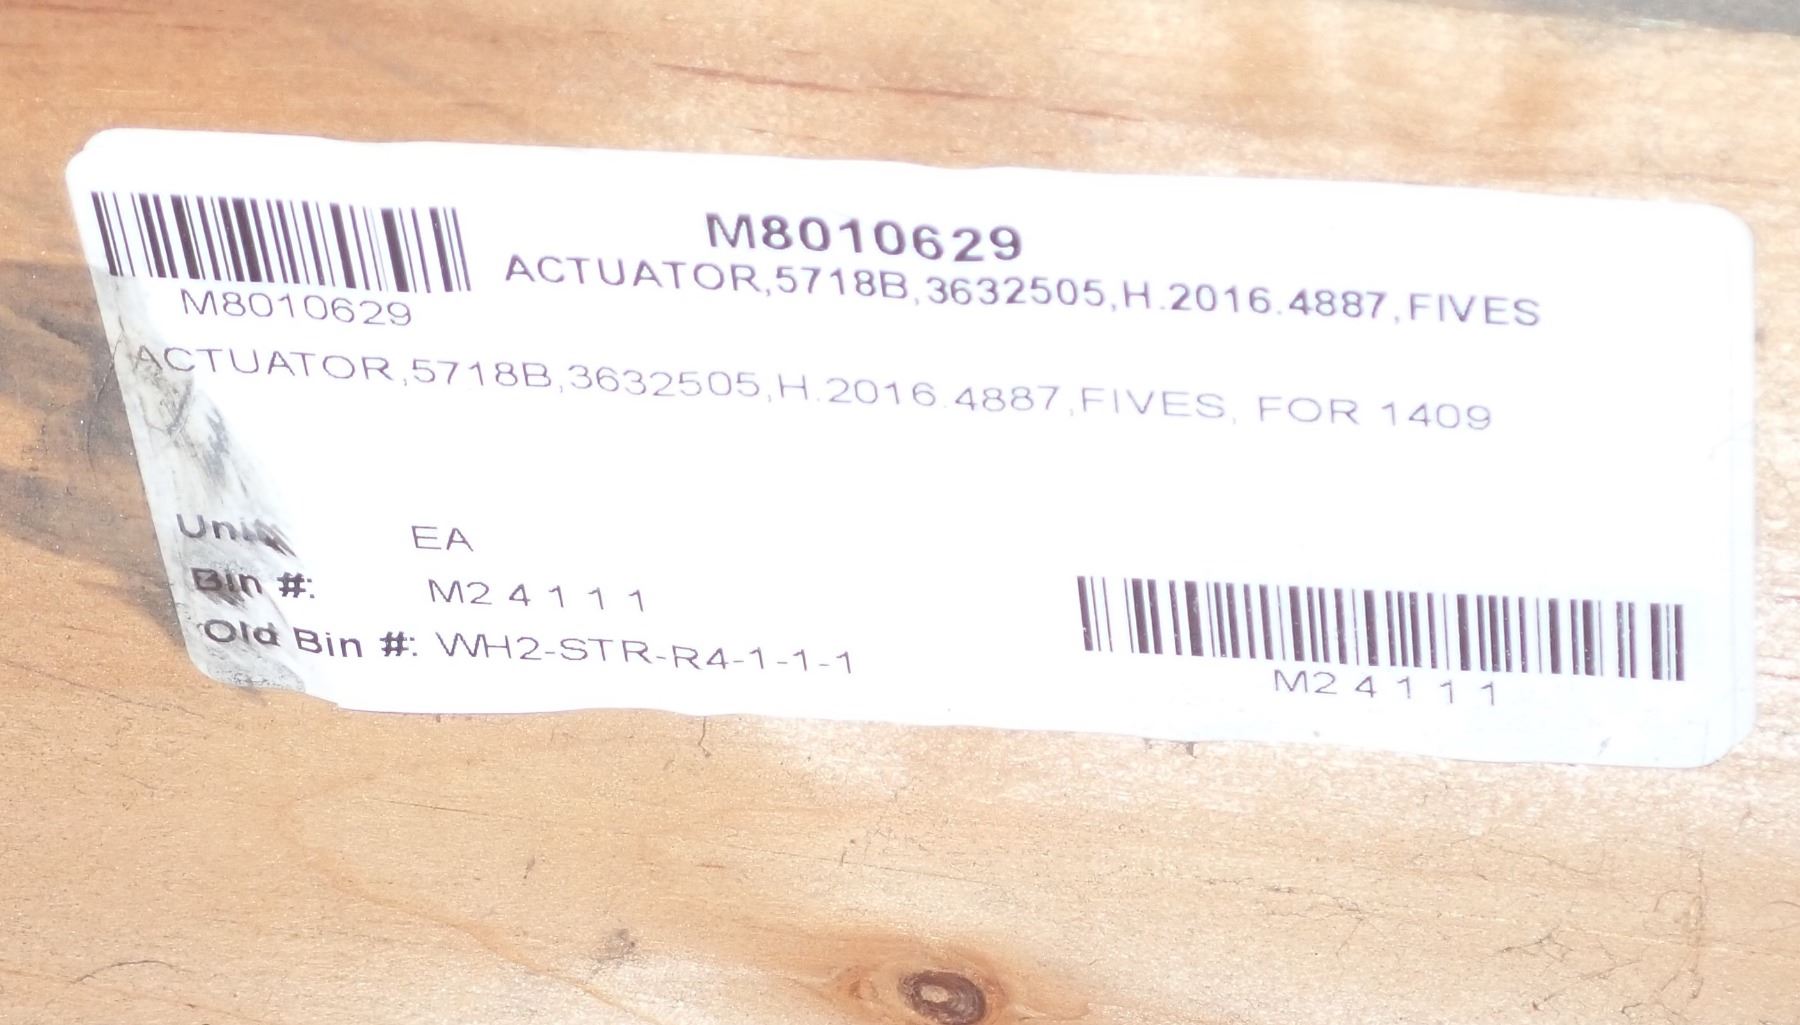 M8010629
ACTUATOR,5718B,3632505,H.2016.4887,FIVES
M8010629
ACTUATOR,5718B,3632505,H.2016.4887,FIVES, FOR 1409
Unit: EA
Bin #: M2 4 1 1 1
Old Bin #: WH2-STR-R4-1-1-1
M2 4 1 1 1